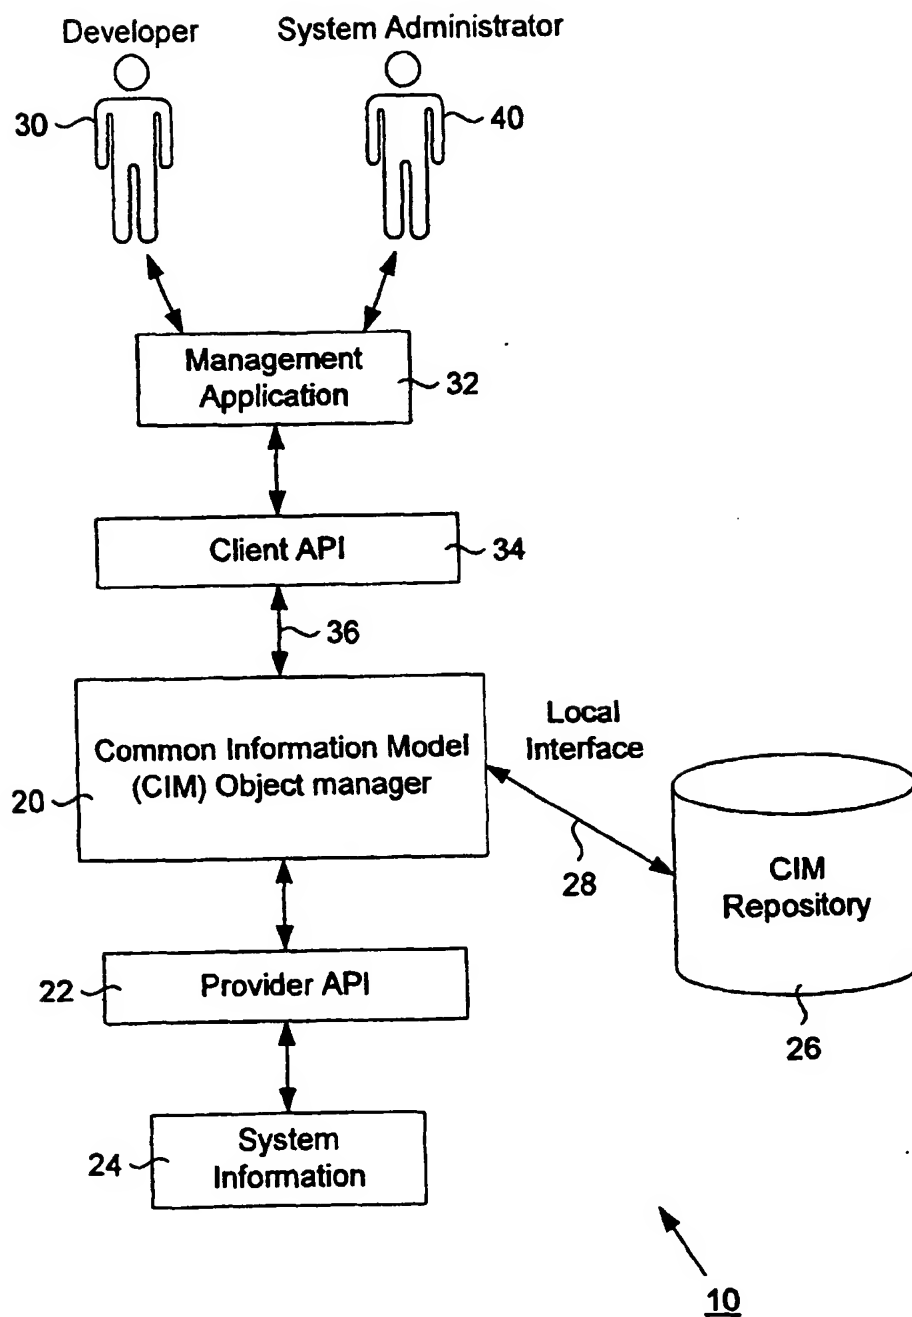 Developer
System Administrator
30
40
Management
Application
32
Client API
34
36
Local
Interface
Common Information Model
(CIM) Object manager
20
28
CIM
Repository
22
Provider API
26
System
Information
24
10